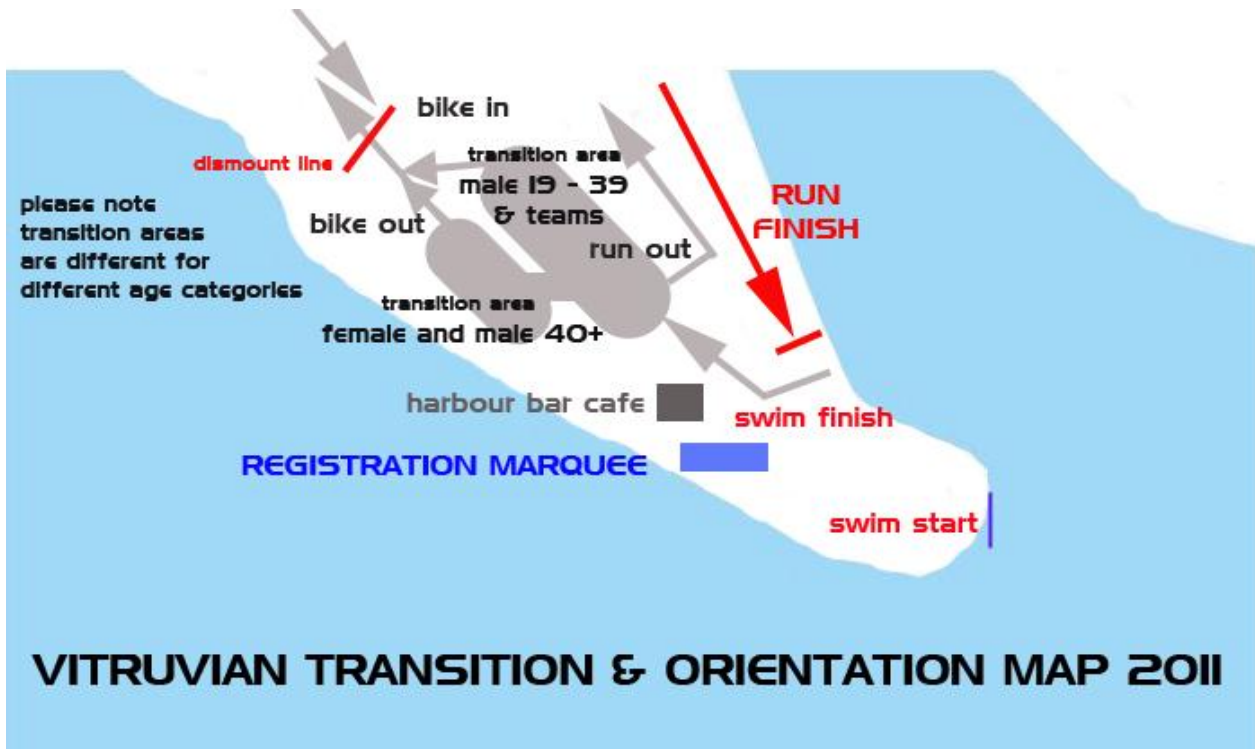 bike in
dismount line
transition area
male 19 - 39
& teams
please note
transition areas
are different for
different age categories
bike out
run out
RUN
FINISH
transition area
female and male 40+
harbour bar cafe
swim finish
REGISTRATION MARQUEE
swim start
VITRUVIAN TRANSITION & ORIENTATION MAP 2011